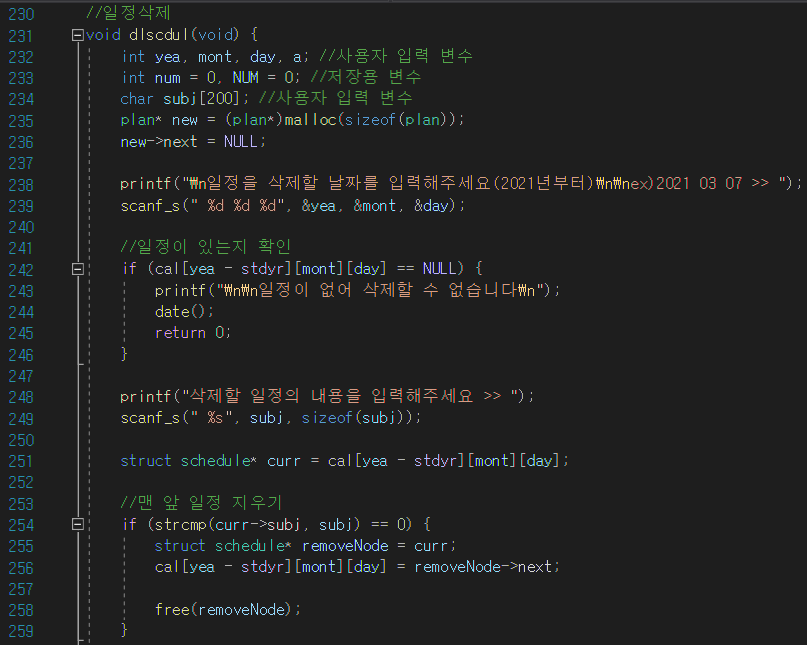 230 //일정삭제
231 void dlscdul(void) {
232 int yea, mont, day, a; //사용자 입력 변수
233 int num = 0, NUM = 0; //저장용 변수
234 char subj[200]; //사용자 입력 변수
235 plan* new = (plan*)malloc(sizeof(plan));
236 new->next = NULL;
237
238 printf("₩n일정을 삭제할 날짜를 입력해주세요(2021년부터)₩n₩nex)2021 03 07 >> ");
239 scanf_s(" %d %d %d", &yea, &mont, &day);
240
241 //일정이 있는지 확인
242 if (cal[yea - stdyr][mont][day] == NULL) {
243 printf("₩n₩n일정이 없어 삭제할 수 없습니다₩n");
244 date();
245 return 0;
246 }
247
248 printf("삭제할 일정의 내용을 입력해주세요 >> ");
249 scanf_s(" %s", subj, sizeof(subj));
250
251 struct schedule* curr = cal[yea - stdyr][mont][day];
252
253 //맨 앞 일정 지우기
254 if (strcmp(curr->subj, subj) == 0) {
255 struct schedule* removeNode = curr;
256 cal[yea - stdyr][mont][day] = removeNode->next;
257
258 free(removeNode);
259 }